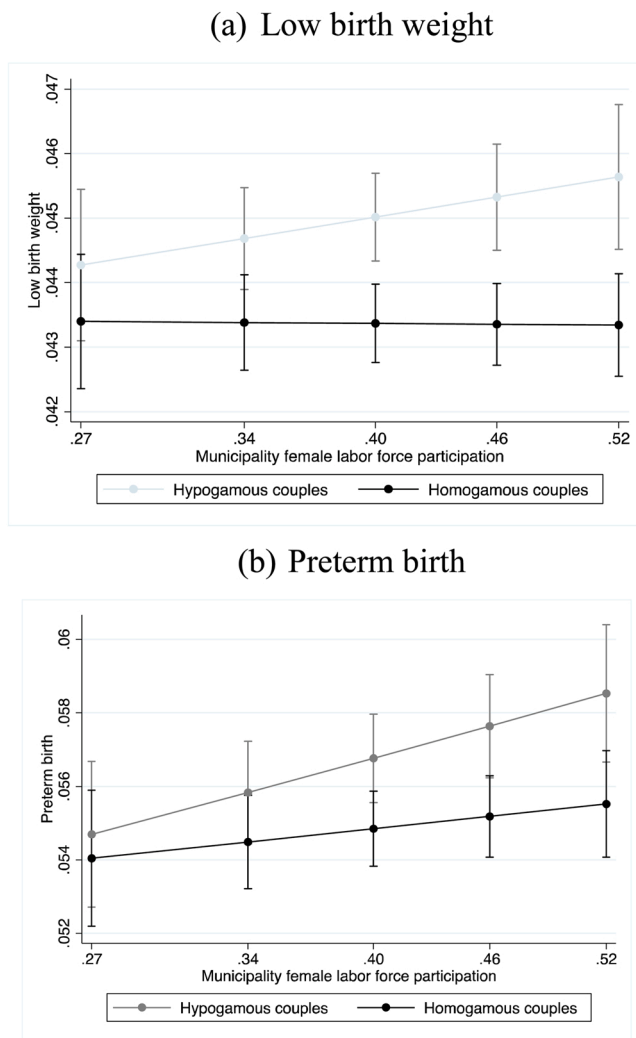 (a) Low birth weight
.047
.046
.045
.044
.043
.042
Low birth weight
.27 .34 .40 .46 .52
Municipality female labor force participation
Hypogamous couples Homogamous couples
(b) Preterm birth
.06
.058
.056
.054
.052
Preterm birth
.27 .34 .40 .46 .52
Municipality female labor force participation
Hypogamous couples Homogamous couples